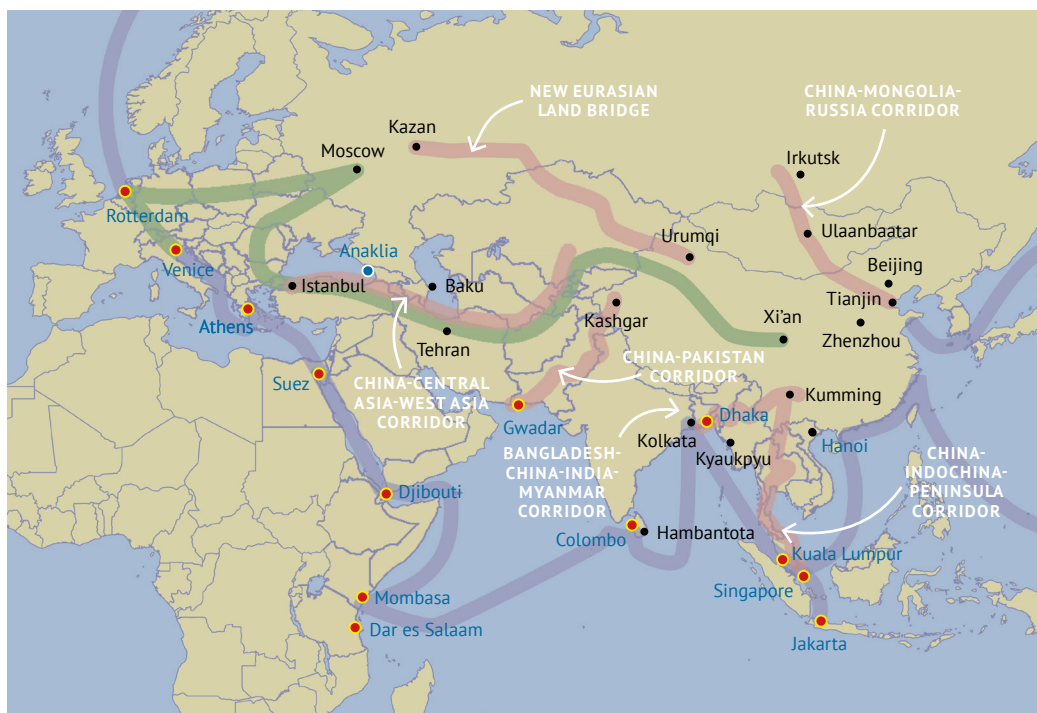 NEW EURASIAN
LAND BRIDGE
CHINA-MONGOLIA-
RUSSIA CORRIDOR
Kazan
Moscow
Irkutsk
Rotterdam
Ulaanbaatar
Urumqi
Venice
Anaklia
Beijing
Istanbul
Baku
Tianjin
Athens
Kashgar
Xi'an
Zhenzhou
Tehran
CHINA-PAKISTAN
CORRIDOR
Suez
CHINA-CENTRAL
ASIA-WEST ASIA
CORRIDOR
Kumming
Gwadar
Dhaka
Kolkata
Hanoi
Kyaukpyu
BANGLADESH-
CHINA-INDIA-
MYANMAR
CORRIDOR
CHINA-
INDOCHINA-
PENINSULA
CORRIDOR
Djibouti
Colombo
Hambantota
Kuala Lumpur
Singapore
Mombasa
Dar es Salaam
Jakarta